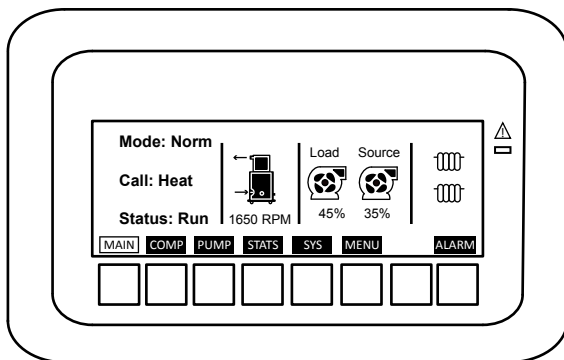 Mode: Norm
Call: Heat
Status: Run
1650 RPM
Load Source
45% 35%
MAIN COMP PUMP STATS SYS MENU ALARM